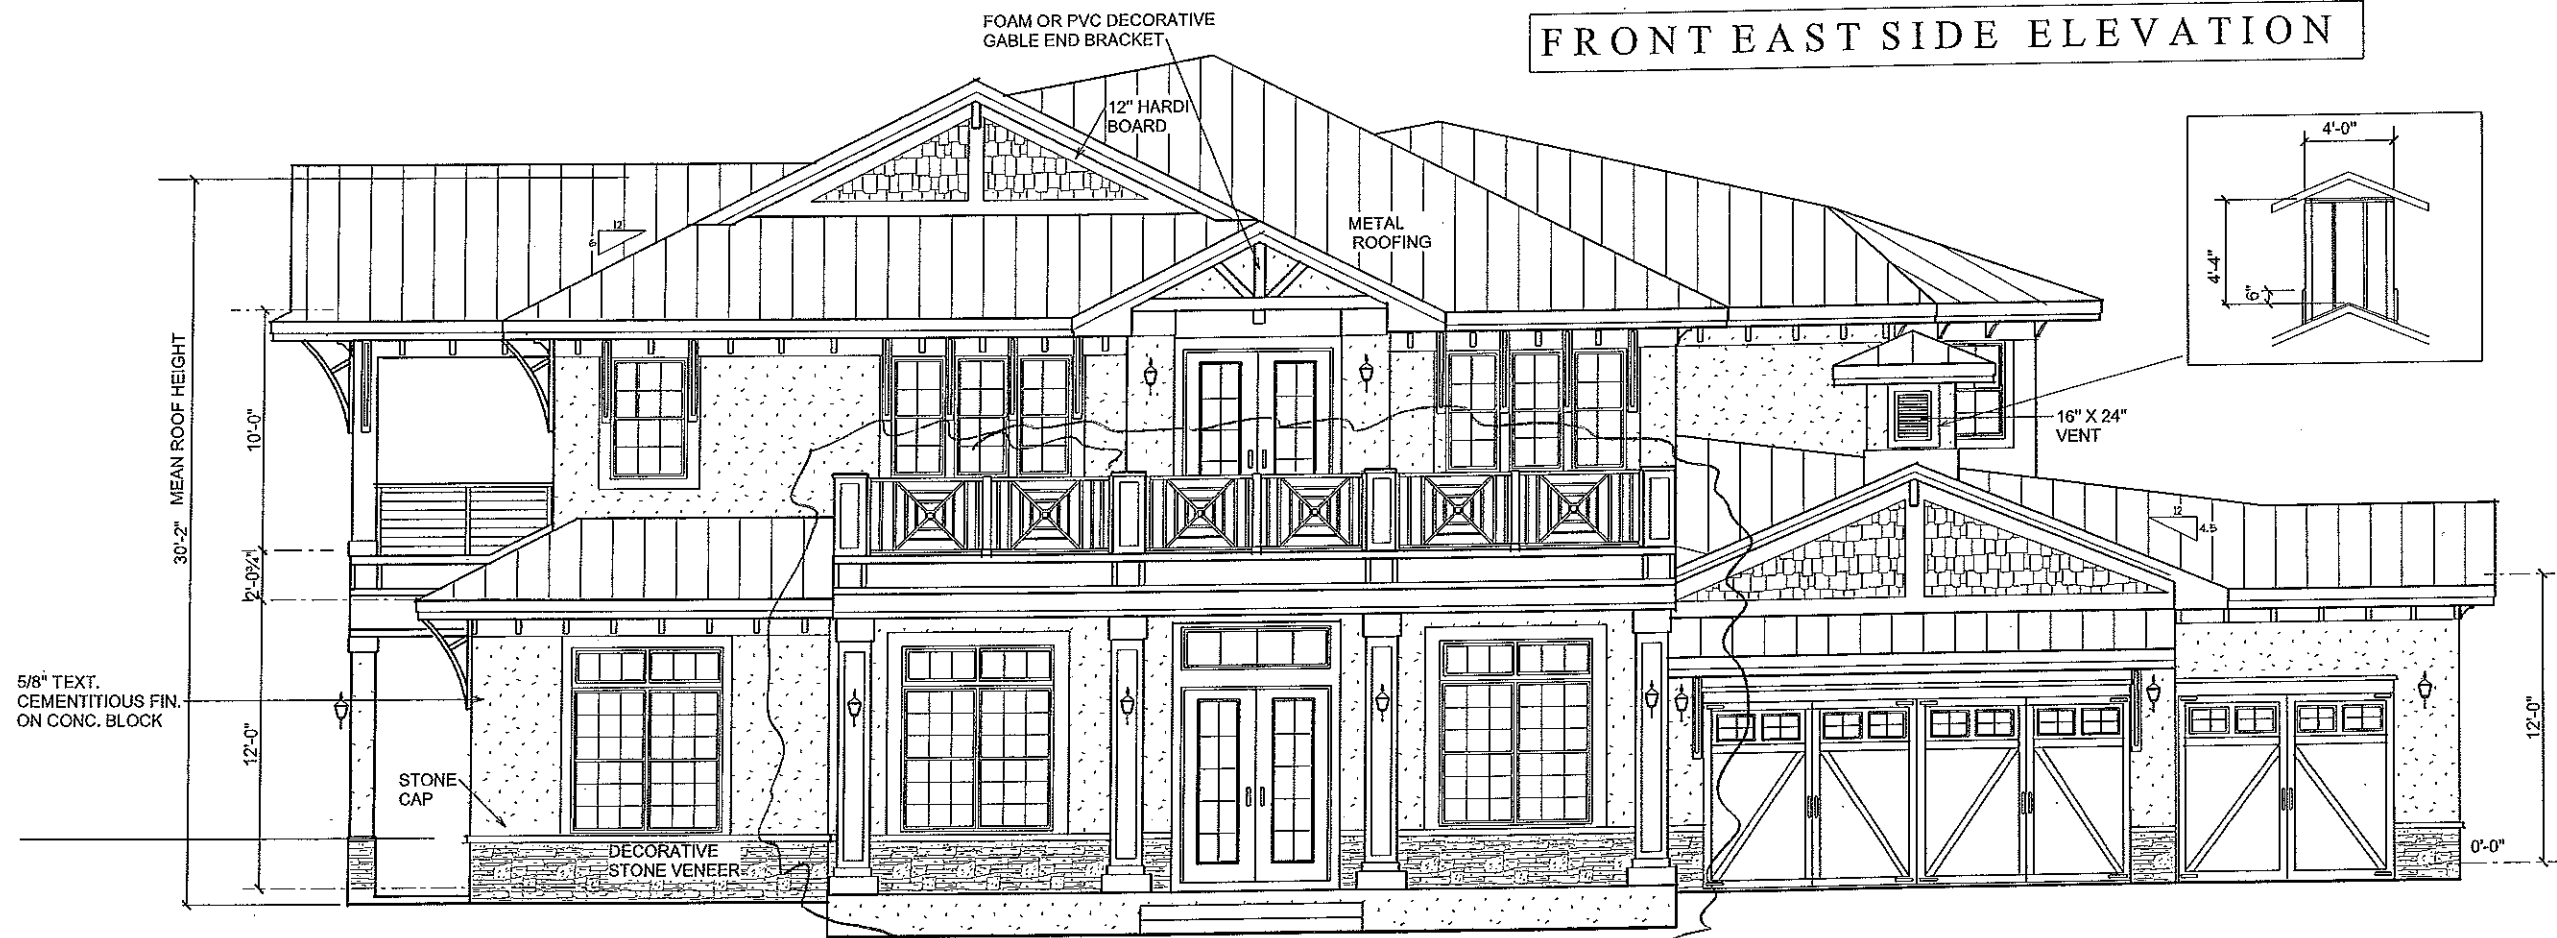 FOAM OR PVC DECORATIVE
GABLE END BRACKET
FRONT EAST SIDE ELEVATION
12" HARDI
BOARD
4'-0"
METAL
ROOFING
12
6
4'-4"
6"
30'-2" MEAN ROOF HEIGHT
10'-0"
16" X 24"
VENT
12
4.5
2'-0¾"
5/8" TEXT.
CEMENTITIOUS FIN.
ON CONC. BLOCK
12'-0"
12'-0"
STONE
CAP
DECORATIVE
STONE VENEER
0'-0"